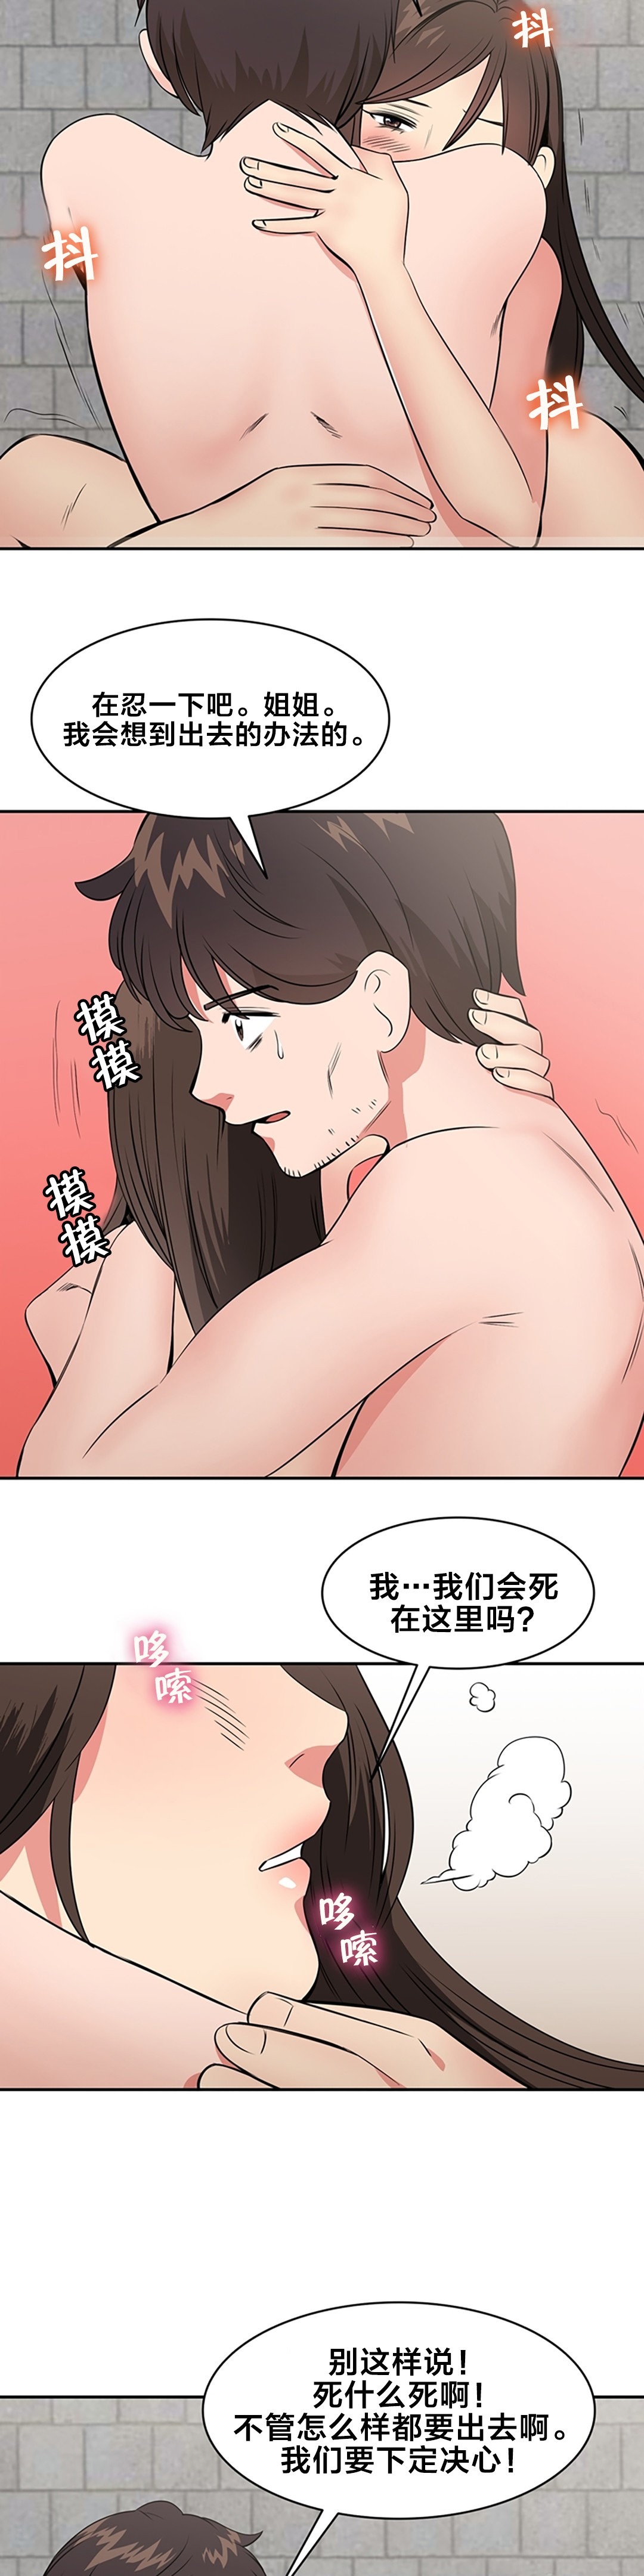 抖
抖
抖
在忍一下吧。姐姐。
我会想到出去的办法的。
摸
摸
摸
摸
我…我们会死
在这里吗？
哆
嗦
哆
嗦
别这样说！
死什么死啊！
不管怎么样都要出去啊。
我们要下定决心！